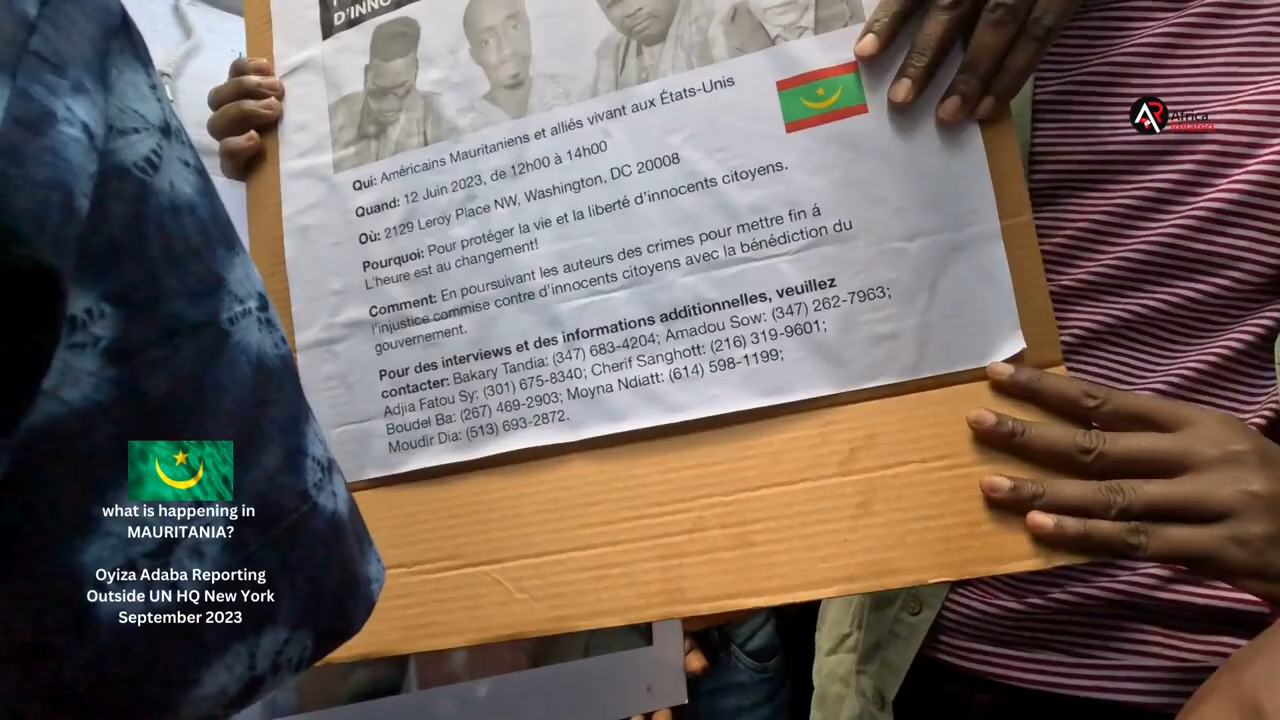 D'INNO
Qui: Américains Mauritaniens et alliés vivant aux États-Unis
Quand: 12 Juin 2023, de 12h00 à 14h00
Où: 2129 Leroy Place NW, Washington, DC 20008
Pourquoi: Pour protéger la vie et la liberté d'innocents citoyens.
L'heure est au changement!
Comment: En poursuivant les auteurs des crimes pour mettre fin á
l'injustice commise contre d'innocents citoyens avec la bénédiction du
gouvernement.
Pour des interviews et des informations additionnelles, veuillez
contacter: Bakary Tandia: (347) 683-4204; Amadou Sow: (347) 262-7963;
Adjia Fatou Sy: (301) 675-8340; Cherif Sanghott: (216) 319-9601;
Boudel Ba: (267) 469-2903; Moyna Ndiatt: (614) 598-1199;
Moudir Dia: (513) 693-2872.
AR Africa
Related
what is happening in
MAURITANIA?
Oyiza Adaba Reporting
Outside UN HQ New York
September 2023